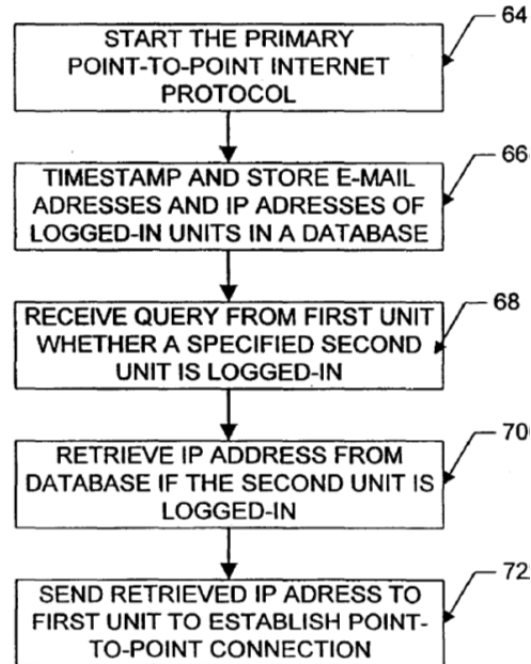 64
START THE PRIMARY
POINT-TO-POINT INTERNET
PROTOCOL
66
TIMESTAMP AND STORE E-MAIL
ADRESSES AND IP ADRESSES OF
LOGGED-IN UNITS IN A DATABASE
68
RECEIVE QUERY FROM FIRST UNIT
WHETHER A SPECIFIED SECOND
UNIT IS LOGGED-IN
70
RETRIEVE IP ADDRESS FROM
DATABASE IF THE SECOND UNIT IS
LOGGED-IN
72
SEND RETRIEVED IP ADRESS TO
FIRST UNIT TO ESTABLISH POINT-
TO-POINT CONNECTION